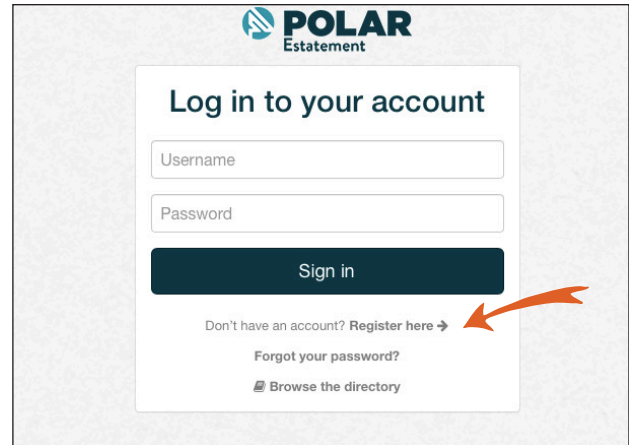 POLAR
Estatement
Log in to your account
Username
Password
Sign in
Don't have an account? Register here →
Forgot your password?
Browse the directory